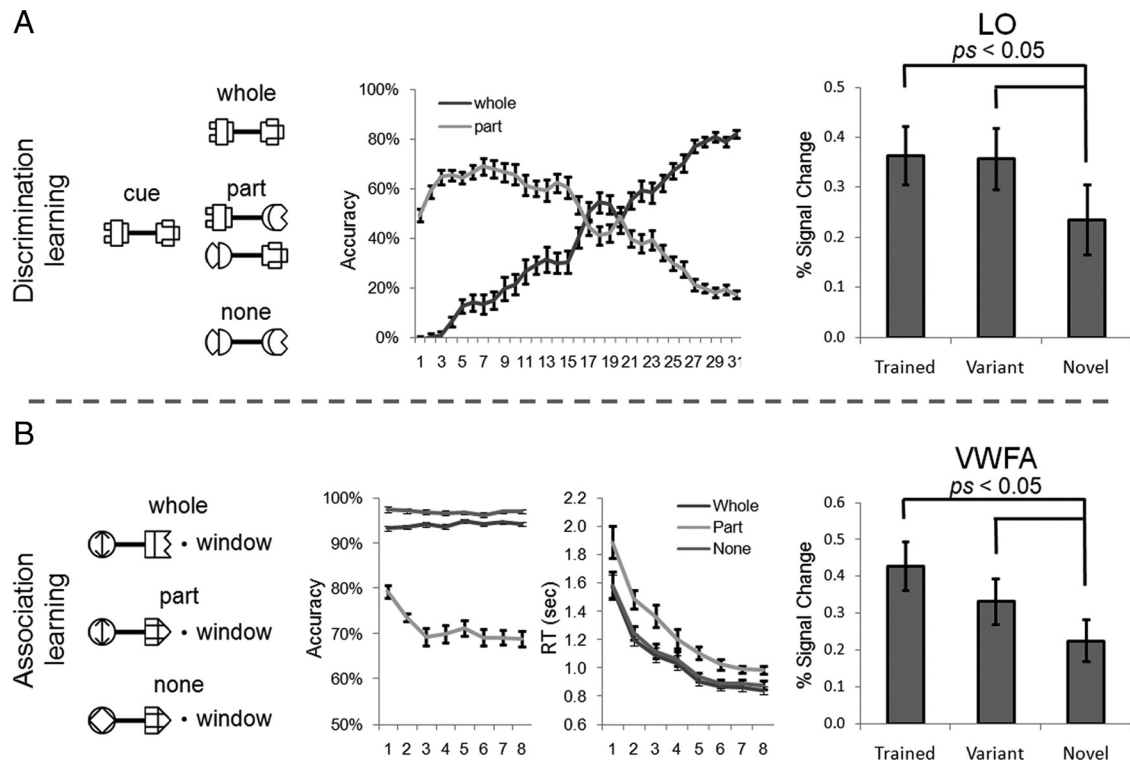 A
Discrimination
learning
cue
whole
part
none
100%
80%
60%
40%
20%
0%
Accuracy
whole
part
1 3 5 7 9 11 13 15 17 19 21 23 25 27 29 31
LO
ps < 0.05
% Signal Change
0.5
0.4
0.3
0.2
0.1
0.0
Trained Variant Novel
B
Association
learning
whole
• window
part
• window
none
• window
100%
90%
80%
70%
60%
50%
Accuracy
1 2 3 4 5 6 7 8
2.2
2.0
1.8
1.6
1.4
1.2
1.0
0.8
0.6
RT (sec)
Whole
Part
None
1 2 3 4 5 6 7 8
VWFA
ps < 0.05
% Signal Change
0.6
0.5
0.4
0.3
0.2
0.1
0.0
Trained Variant Novel